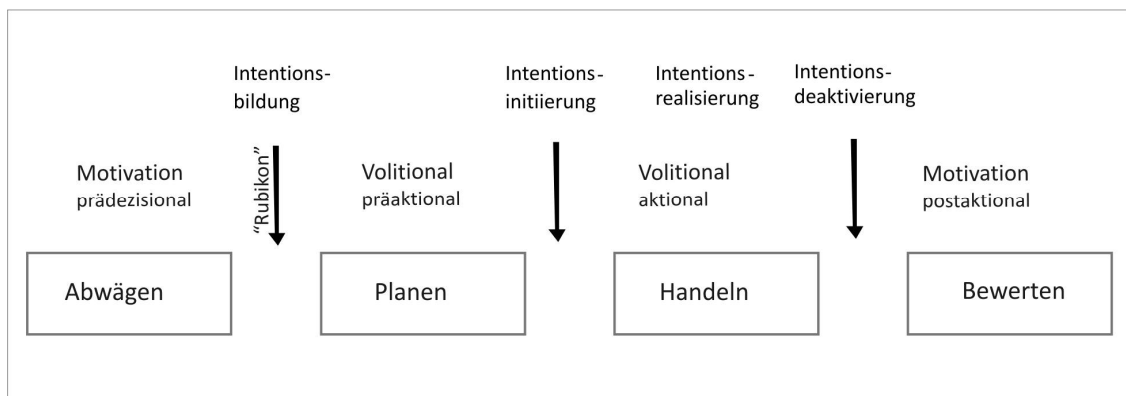 Intentions-
bildung
Intentions-
initiierung
Intentions-
realisierung
Intentions-
deaktivierung
Motivation
prädezisional
"Rubikon"
Volitional
präaktional
Volitional
aktional
Motivation
postaktional
Abwägen
Planen
Handeln
Bewerten